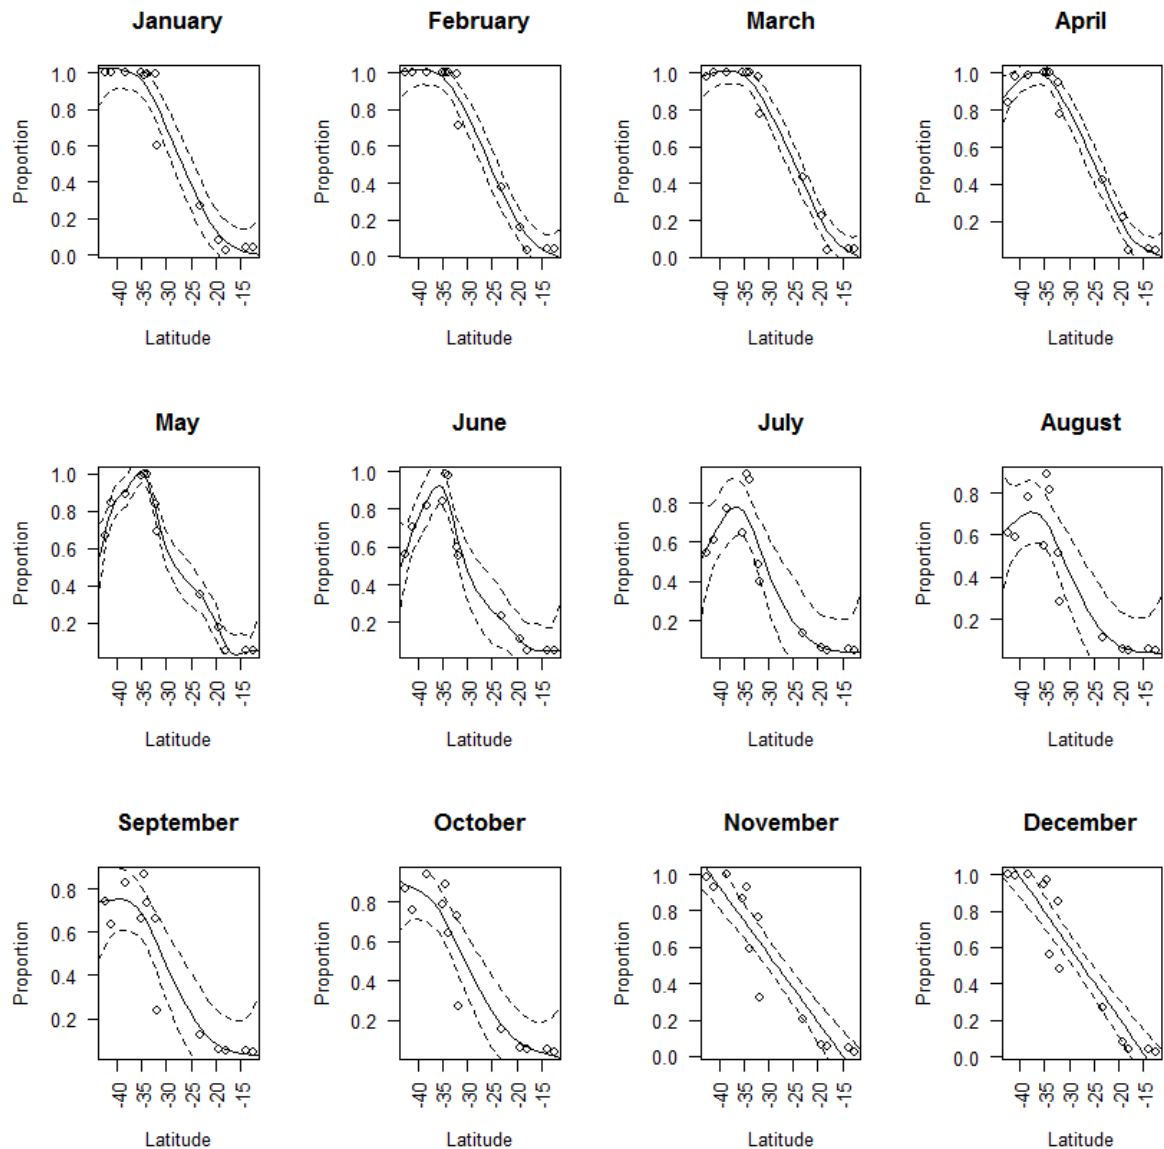 January February March April
Proportion 1.0 0.8 0.6 0.4 0.2 0.0 Proportion 1.0 0.8 0.6 0.4 0.2 0.0 Proportion 1.0 0.8 0.6 0.4 0.2 0.0 Proportion 1.0 0.8 0.6 0.4 0.2
-40 -35 -30 -25 -20 -15 -40 -35 -30 -25 -20 -15 -40 -35 -30 -25 -20 -15 -40 -35 -30 -25 -20 -15
Latitude Latitude Latitude Latitude
May June July August
Proportion 1.0 0.8 0.6 0.4 0.2 Proportion 1.0 0.8 0.6 0.4 0.2 Proportion 0.8 0.6 0.4 0.2 Proportion 0.8 0.6 0.4 0.2
-40 -35 -30 -25 -20 -15 -40 -35 -30 -25 -20 -15 -40 -35 -30 -25 -20 -15 -40 -35 -30 -25 -20 -15
Latitude Latitude Latitude Latitude
September October November December
Proportion 0.8 0.6 0.4 0.2 Proportion 0.8 0.6 0.4 0.2 Proportion 1.0 0.8 0.6 0.4 0.2 0.0 Proportion 1.0 0.8 0.6 0.4 0.2 0.0
-40 -35 -30 -25 -20 -15 -40 -35 -30 -25 -20 -15 -40 -35 -30 -25 -20 -15 -40 -35 -30 -25 -20 -15
Latitude Latitude Latitude Latitude